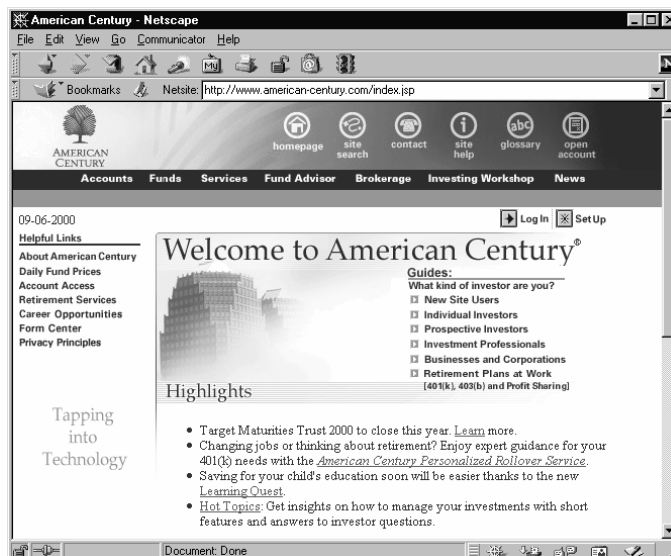 American Century - Netscape
File Edit View Go Communicator Help
My
Bookmarks Netsite: http://www.american-century.com/index.jsp
N
AMERICAN
CENTURY
homepage site search contact site help abc glossary open account
Accounts Funds Services Fund Advisor Brokerage Investing Workshop News
09-06-2000
Log In Set Up
Helpful Links
About American Century
Daily Fund Prices
Account Access
Retirement Services
Career Opportunities
Form Center
Privacy Principles
Tapping
into
Technology
Welcome to American Century®
Guides:
What kind of investor are you?
New Site Users
Individual Investors
Prospective Investors
Investment Professionals
Businesses and Corporations
Retirement Plans at Work
[401(k), 403(b) and Profit Sharing]
Highlights
• Target Maturities Trust 2000 to close this year. Learn more.
• Changing jobs or thinking about retirement? Enjoy expert guidance for your
401(k) needs with the American Century Personalized Rollover Service.
• Saving for your child's education soon will be easier thanks to the new
Learning Quest.
• Hot Topics: Get insights on how to manage your investments with short
features and answers to investor questions.
Document: Done